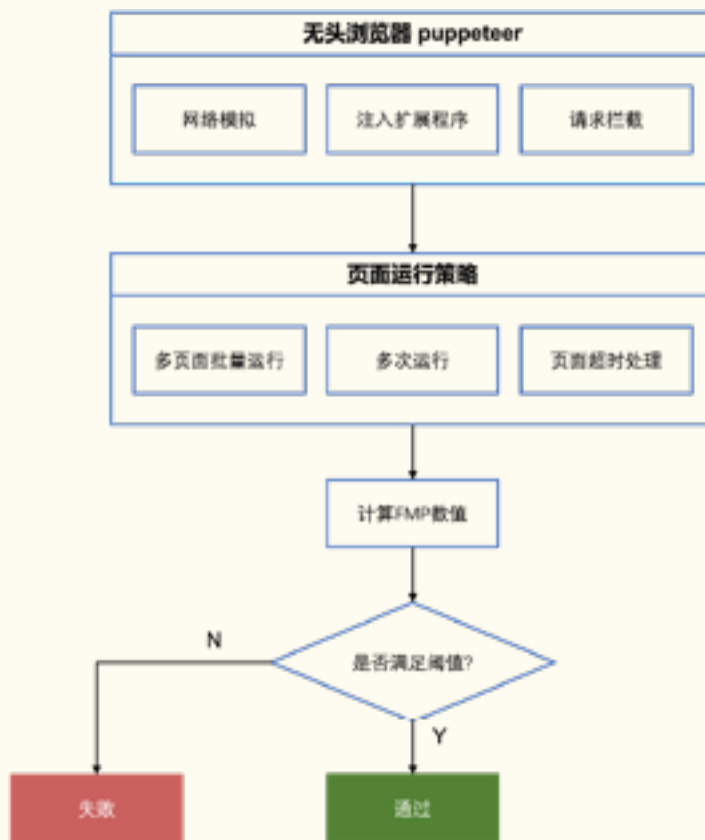 无头浏览器 puppeteer
网络模拟
注入扩展程序
请求拦截
页面运行策略
多页面批量运行
多次运行
页面超时处理
计算FMP数值
是否满足阈值?
N
Y
失败
通过